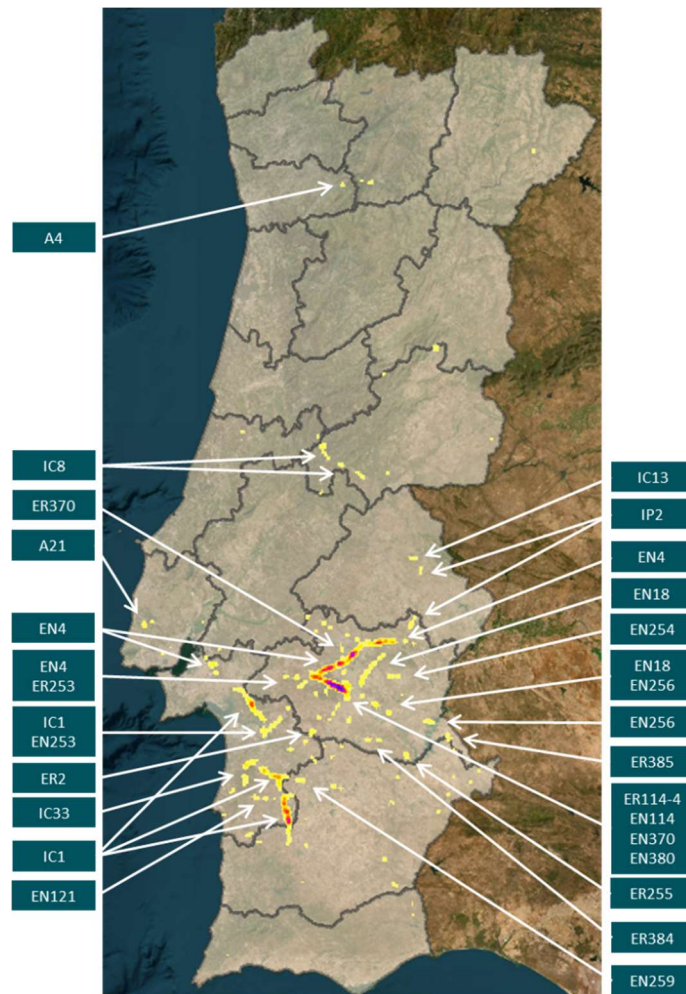 A4
IC8
ER370
A21
EN4
EN4
ER253
IC1
EN253
ER2
IC33
IC1
EN121
IC13
IP2
EN4
EN18
EN254
EN18
EN256
EN256
ER385
ER114-4
EN114
EN370
EN380
ER255
ER384
EN259